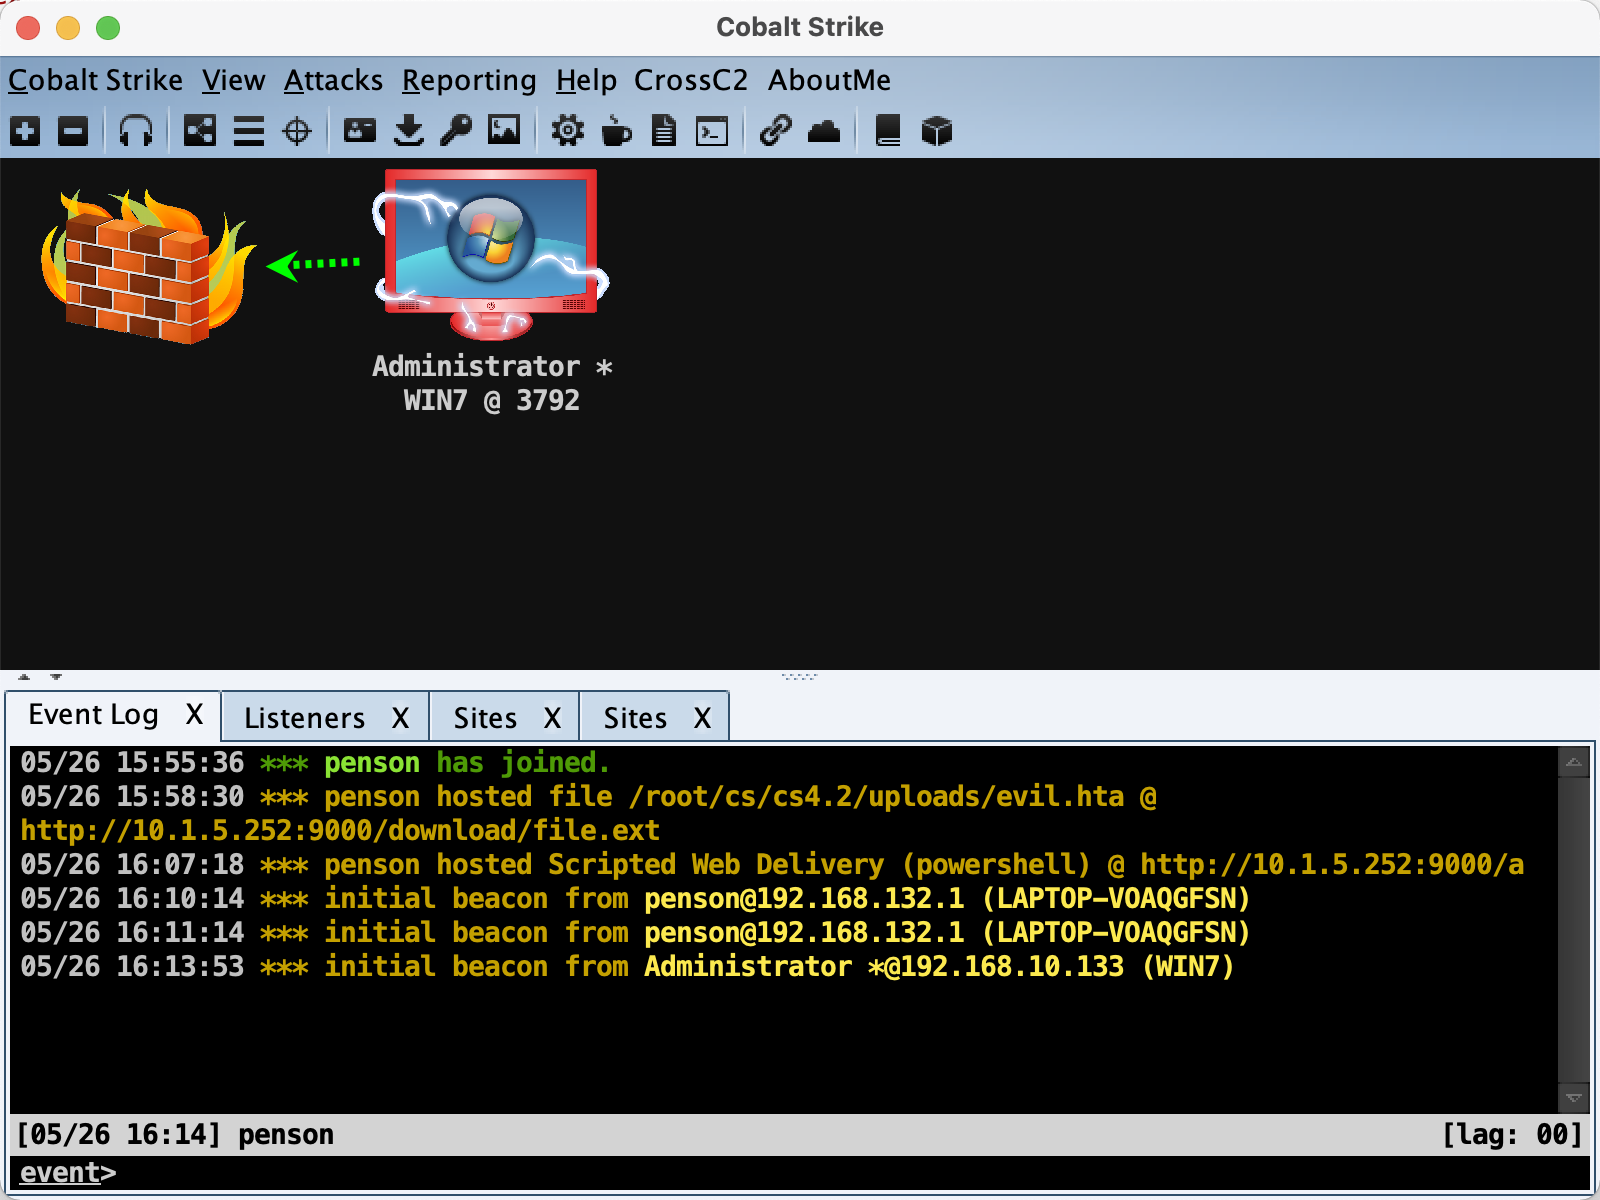 Cobalt Strike
Cobalt Strike View Attacks Reporting Help CrossC2 AboutMe
Administrator *
WIN7 @ 3792
Event Log X Listeners X Sites X Sites X
05/26 15:55:36 *** penson has joined.
05/26 15:58:30 *** penson hosted file /root/cs/cs4.2/uploads/evil.hta @
http://10.1.5.252:9000/download/file.ext
05/26 16:07:18 *** penson hosted Scripted Web Delivery (powershell) @ http://10.1.5.252:9000/a
05/26 16:10:14 *** initial beacon from penson@192.168.132.1 (LAPTOP-VOAQGFSN)
05/26 16:11:14 *** initial beacon from penson@192.168.132.1 (LAPTOP-VOAQGFSN)
05/26 16:13:53 *** initial beacon from Administrator *@192.168.10.133 (WIN7)
[05/26 16:14] penson [lag: 00]
event>